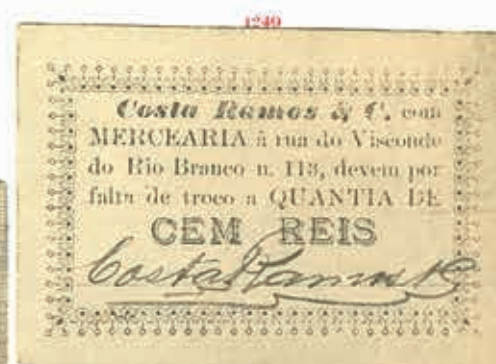 1249
Costa Ramos & C. com
MERCEARIA á rua do Visconde
do Rio Branco n. 113, devem por
falta de troco a QUANTIA DE
CEM REIS
Costa Ramos & C